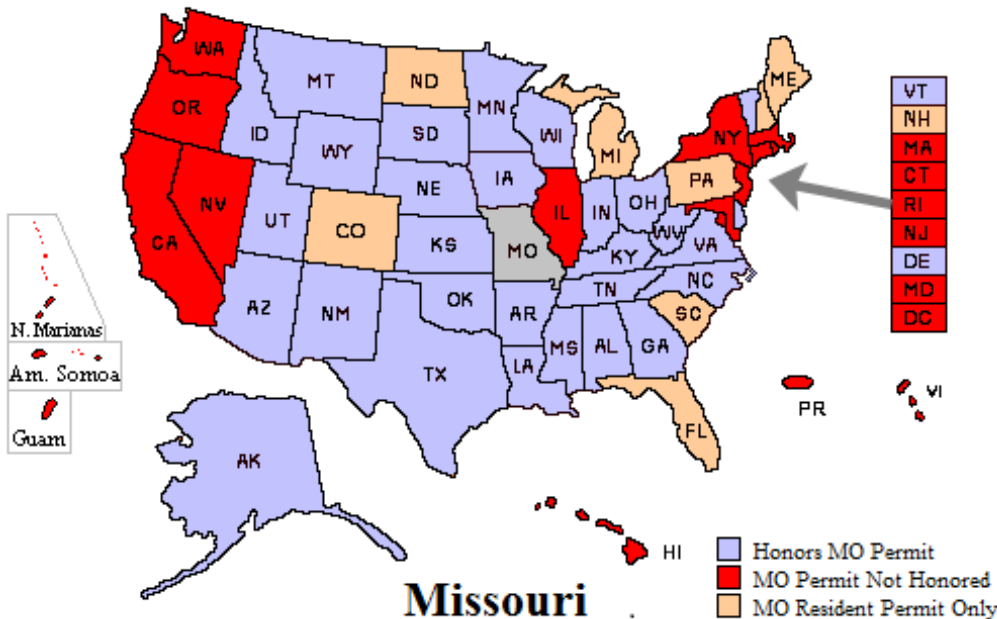 WA
MT
ND
ME
MN
VT
NH
OR
ID
SD
WI
NY
MA
WY
MI
CT
NE
IA
PA
RI
NV
UT
CO
IL
IN
OH
NJ
CA
KS
MO
WV
VA
DE
KY
MD
AZ
NM
OK
AR
TN
NC
DC
N. Marianas
SC
MS
AL
GA
TX
LA
Am. Somoa
PR
VI
Guam
FL
AK
HI
Honors MO Permit
MO Permit Not Honored
Missouri
MO Resident Permit Only